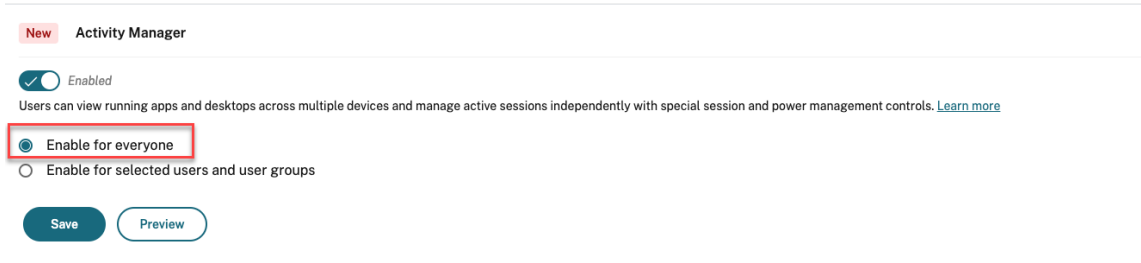 New Activity Manager
Enabled
Users can view running apps and desktops across multiple devices and manage active sessions independently with special session and power management controls. Learn more
Enable for everyone
Enable for selected users and user groups
Save Preview